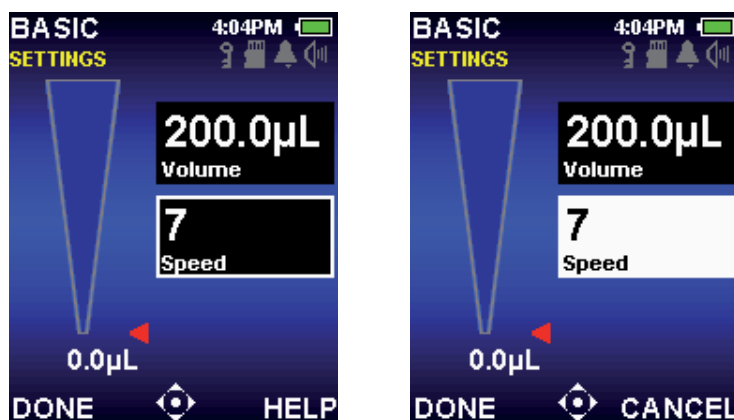 BASIC 4:04PM
SETTINGS
200.0µL
Volume
7
Speed
0.0µL
DONE HELP
BASIC 4:04PM
SETTINGS
200.0µL
Volume
7
Speed
0.0µL
DONE CANCEL